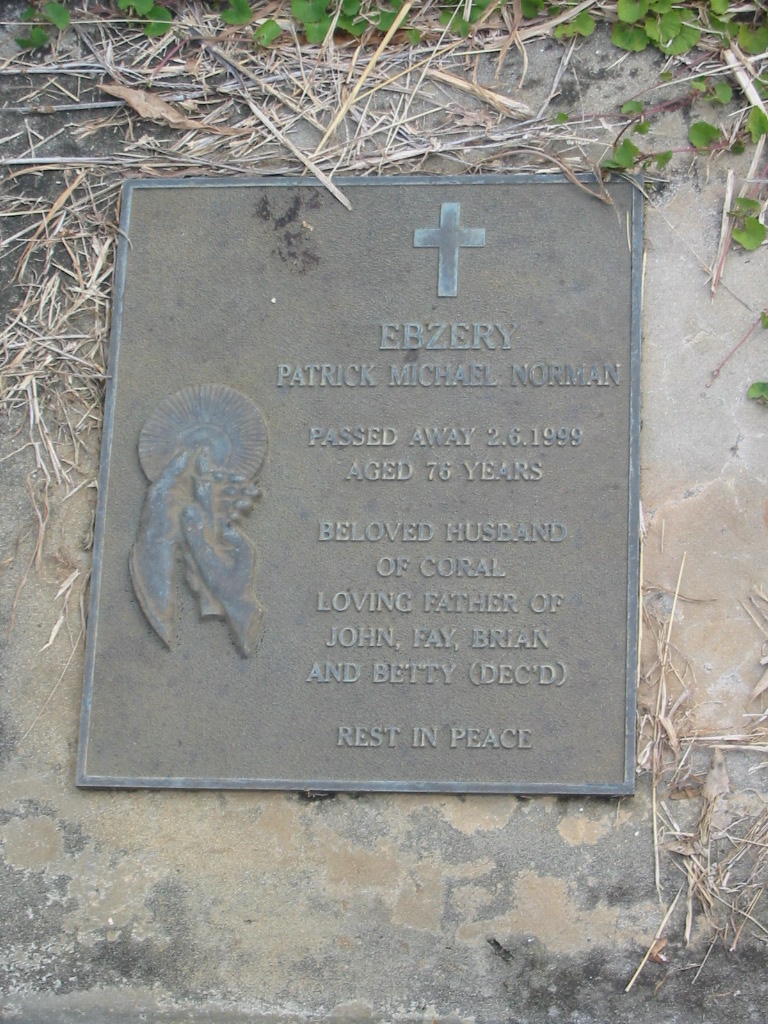 EBZERY
PATRICK MICHAEL NORMAN
PASSED AWAY 2.6.1999
AGED 76 YEARS
BELOVED HUSBAND
OF CORAL
LOVING FATHER OF
JOHN, FAY, BRIAN
AND BETTY (DEC'D)
REST IN PEACE